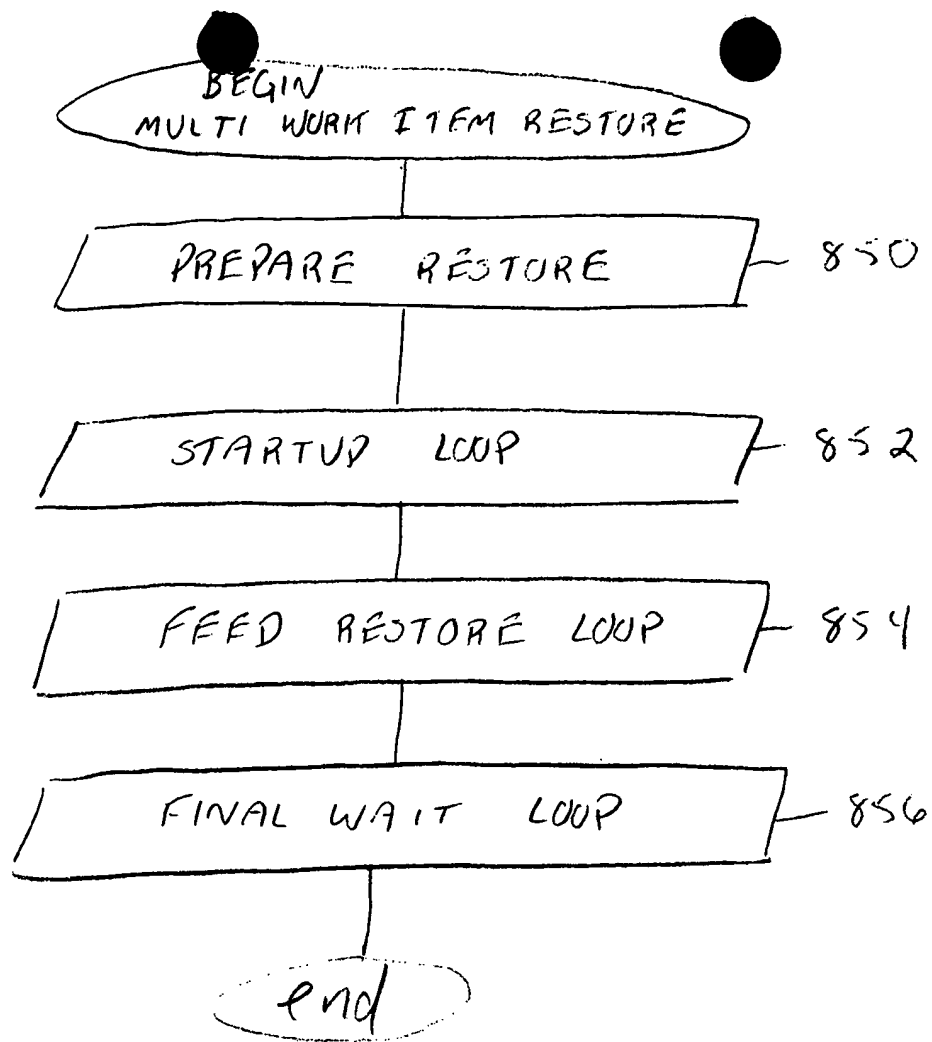 BEGIN
MULTI WORK ITEM RESTORE
PREPARE RESTORE
850
STARTUP LOOP
852
FEED RESTORE LOOP
854
FINAL WAIT LOOP
856
end